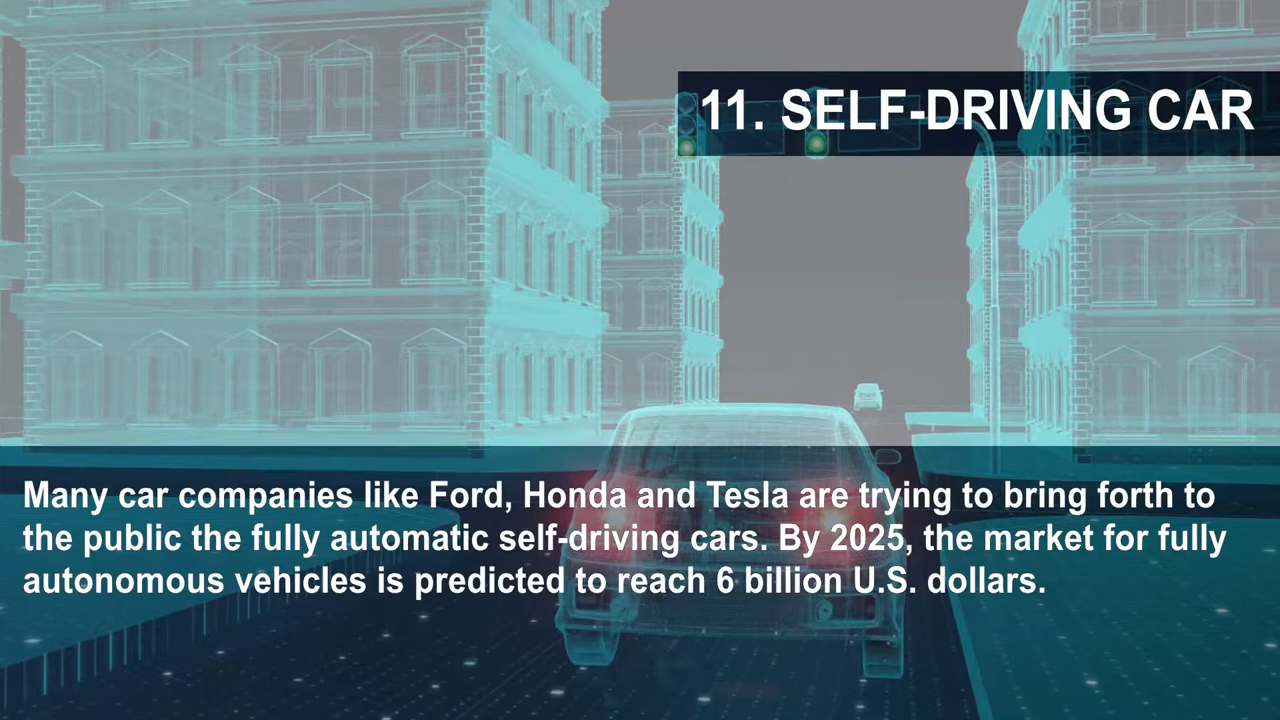 11. SELF-DRIVING CAR
Many car companies like Ford, Honda and Tesla are trying to bring forth to
the public the fully automatic self-driving cars. By 2025, the market for fully
autonomous vehicles is predicted to reach 6 billion U.S. dollars.